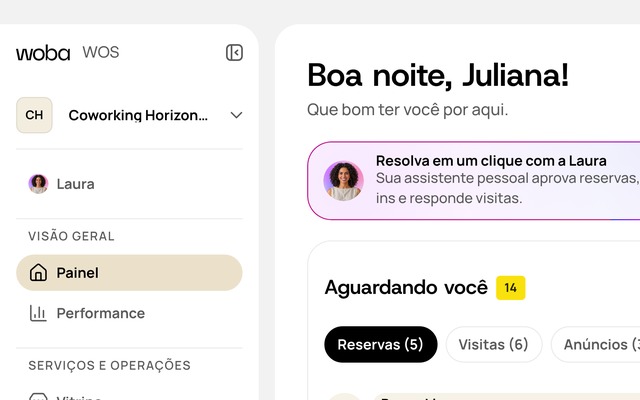 woba WOS
CH Coworking Horizon...
Laura
VISÃO GERAL
Painel
Performance
SERVIÇOS E OPERAÇÕES
Boa noite, Juliana!
Que bom ter você por aqui.
Resolva em um clique com a Laura
Sua assistente pessoal aprova reservas,
ins e responde visitas.
Aguardando você 14
Reservas (5) Visitas (6) Anúncios (3